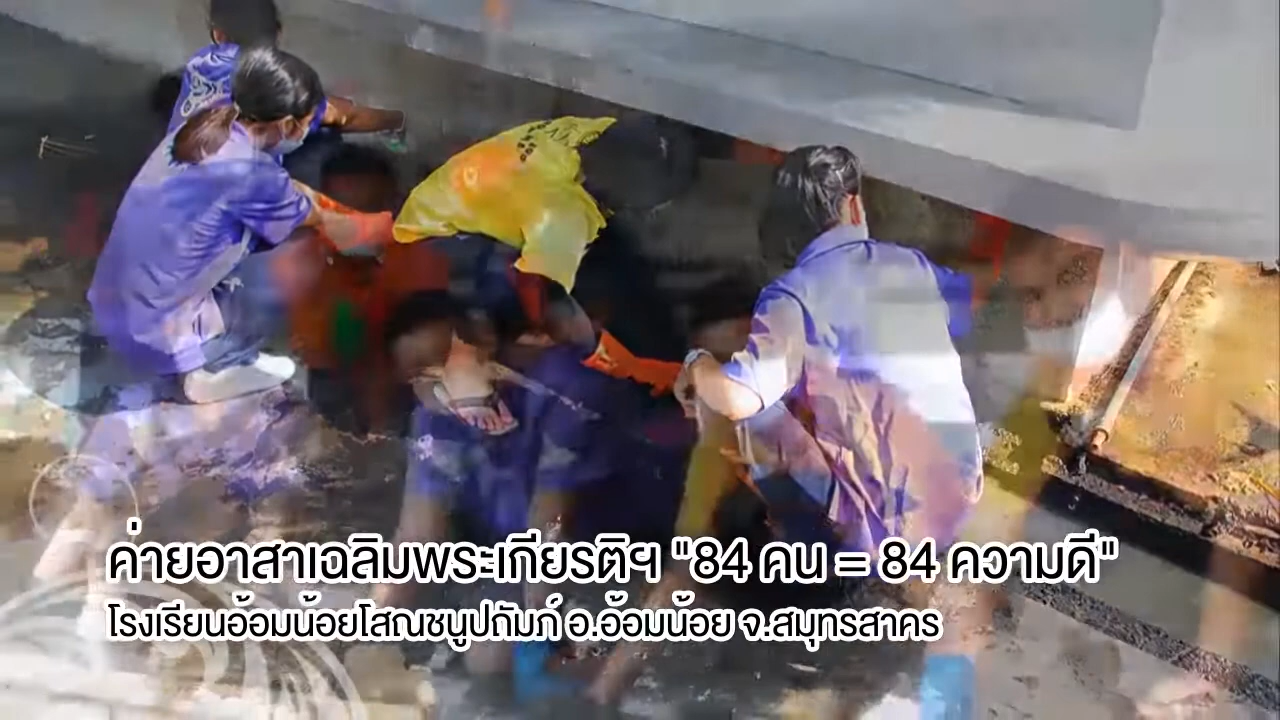 ค่ายอาสาเฉลิมพระเกียรติฯ "84 คน = 84 ความดี"
โรงเรียนอ้อมน้อยโสณชนูปถัมภ์ อ.อ้อมน้อย จ.สมุทรสาคร